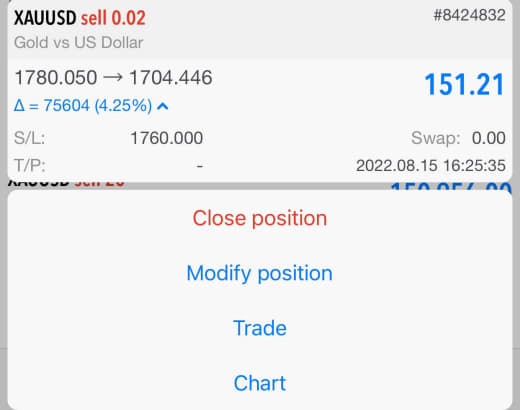 XAUUSD sell 0.02 #8424832
Gold vs US Dollar
1780.050 → 1704.446 151.21
Δ = 75604 (4.25%)
S/L: 1760.000 Swap: 0.00
T/P: - 2022.08.15 16:25:35
XAUUSD sell 20
Close position
Modify position
Trade
Chart